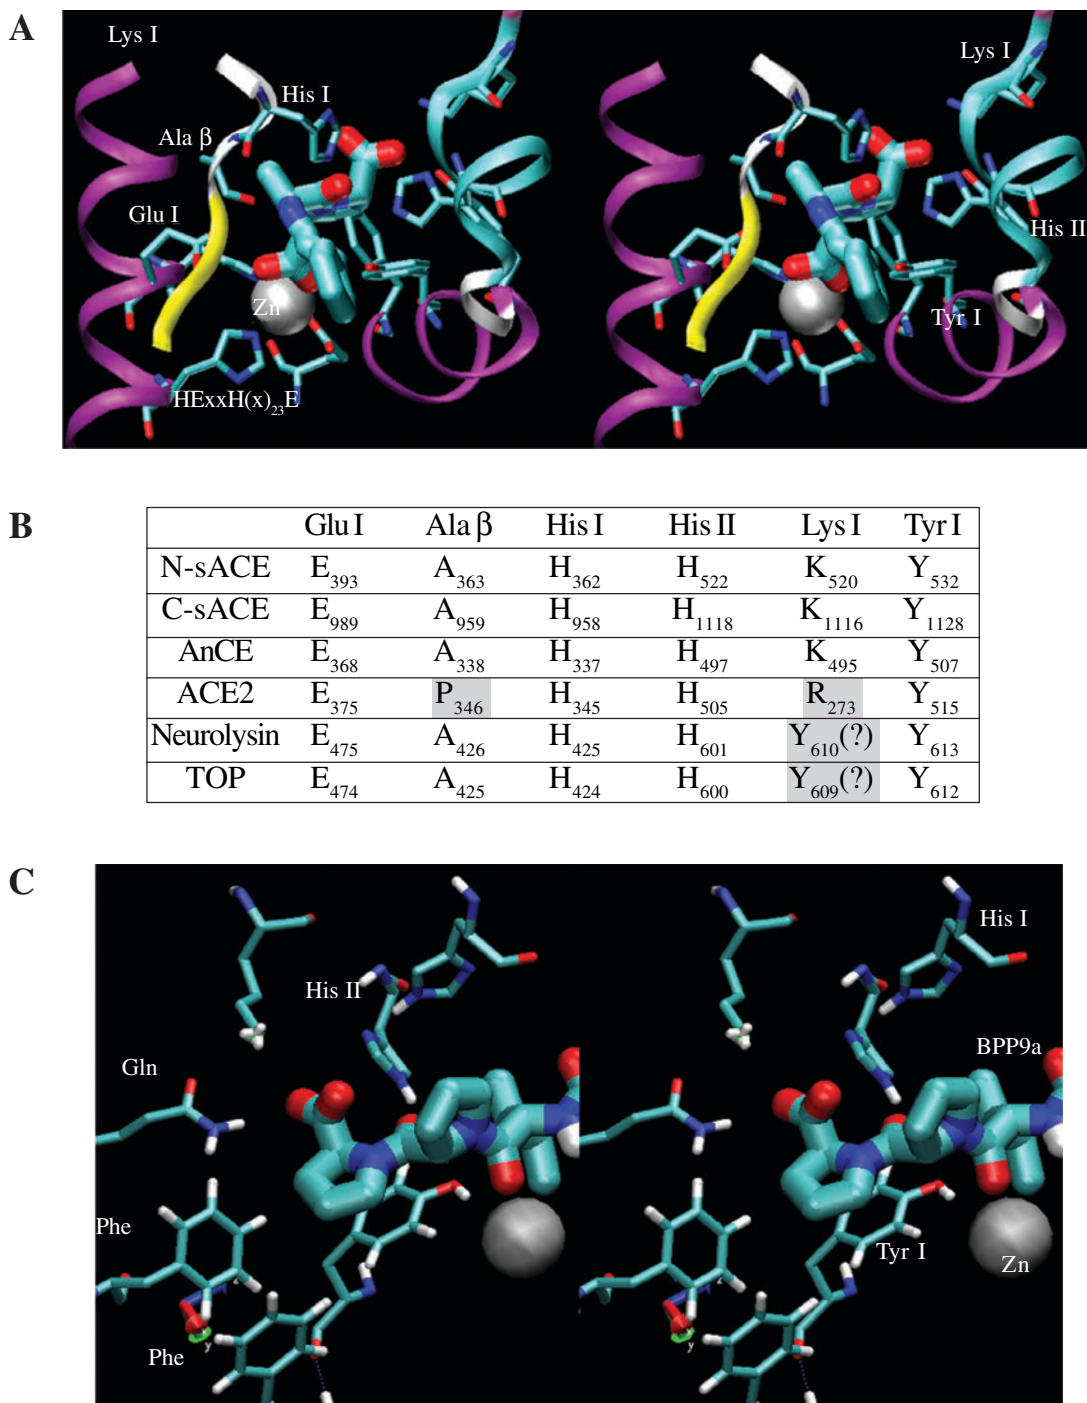 A
Lys I
His I
Ala β
Glu I
Zn
HExxH(x)₂₃E
Lys I
His II
Tyr I
B
Glu I Ala β His I His II Lys I Tyr I
N-sACE E₃₉₃ A₃₆₃ H₃₆₂ H₅₂₂ K₅₂₀ Y₅₃₂
C-sACE E₉₈₉ A₉₅₉ H₉₅₈ H₁₁₁₈ K₁₁₁₆ Y₁₁₂₈
AnCE E₃₆₈ A₃₃₈ H₃₃₇ H₄₉₇ K₄₉₅ Y₅₀₇
ACE2 E₃₇₅ P₃₄₆ H₃₄₅ H₅₀₅ R₂₇₃ Y₅₁₅
Neurolysin E₄₇₅ A₄₂₆ H₄₂₅ H₆₀₁ Y₆₁₀(?) Y₆₁₃
TOP E₄₇₄ A₄₂₅ H₄₂₄ H₆₀₀ Y₆₀₉(?) Y₆₁₂
C
His II
Gln
Phe
Phe
His I
BPP9a
Tyr I
Zn